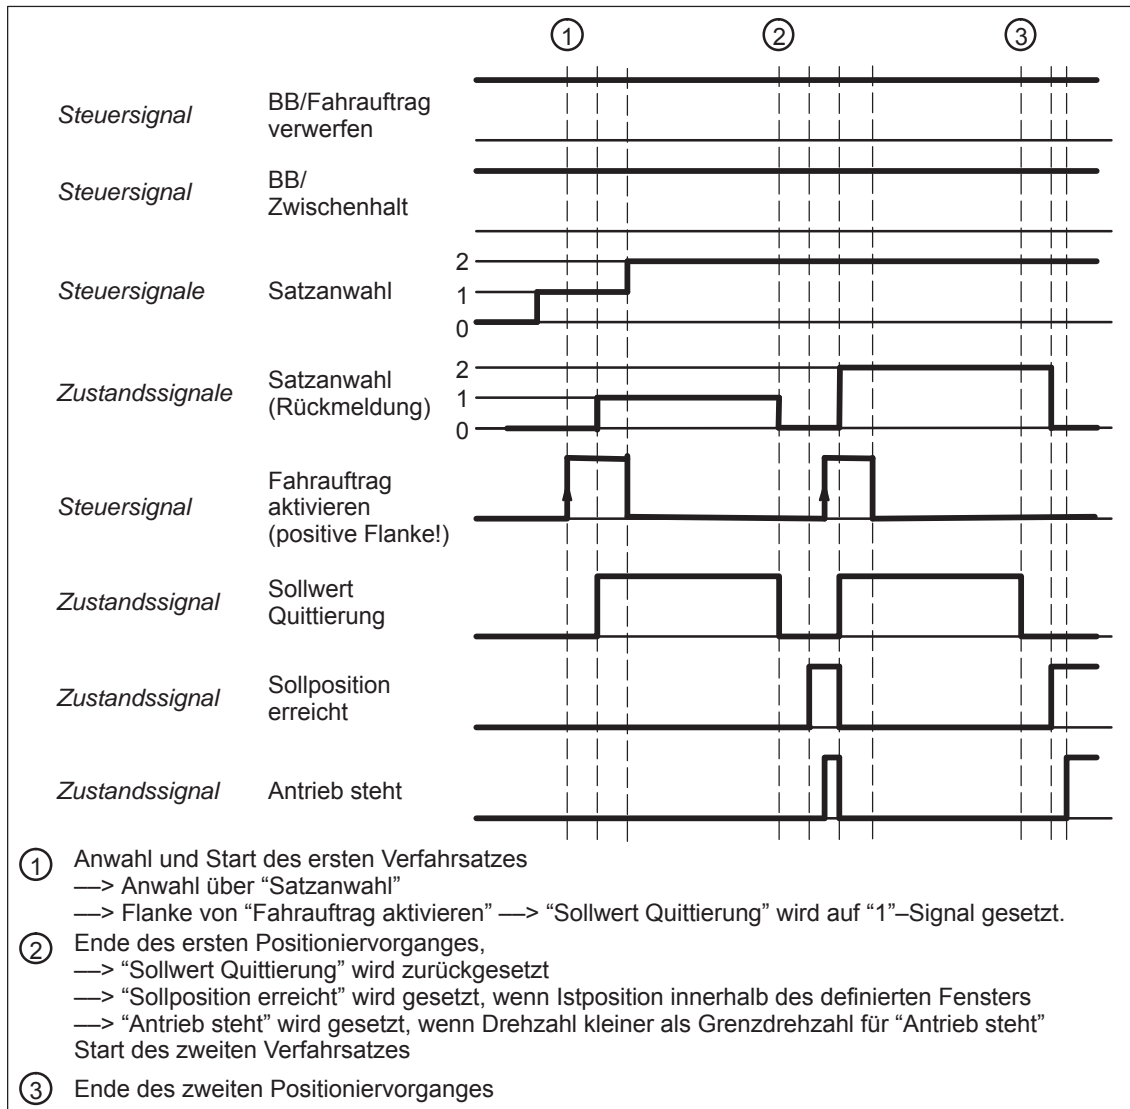 1 2 3
Steuersignal BB/Fahrauftrag
verwerfen
Steuersignal BB/
Zwischenhalt
2
Steuersignale Satzanwahl 1
0
2
Zustandssignale Satzanwahl 1
(Rückmeldung) 0
Fahrauftrag
Steuersignal aktivieren
(positive Flanke!)
Zustandssignal Sollwert
Quittierung
Zustandssignal Sollposition
erreicht
Zustandssignal Antrieb steht
1 Anwahl und Start des ersten Verfahrsatzes
—> Anwahl über “Satzanwahl”
—> Flanke von “Fahrauftrag aktivieren” —> “Sollwert Quittierung” wird auf “1”–Signal gesetzt.
2 Ende des ersten Positioniervorganges,
—> “Sollwert Quittierung” wird zurückgesetzt
—> “Sollposition erreicht” wird gesetzt, wenn Istposition innerhalb des definierten Fensters
—> “Antrieb steht” wird gesetzt, wenn Drehzahl kleiner als Grenzdrehzahl für “Antrieb steht”
Start des zweiten Verfahrsatzes
3 Ende des zweiten Positioniervorganges